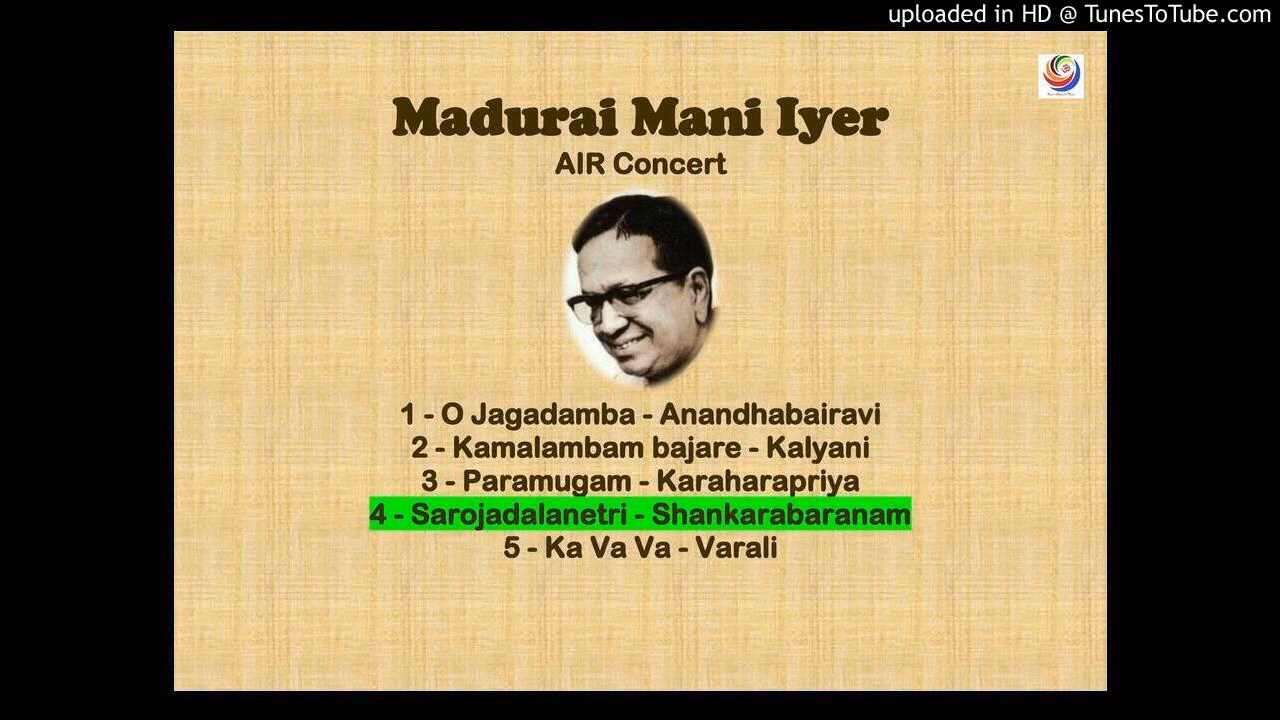 uploaded in HD @ TunesToTube.com
Madurai Mani Iyer
AIR Concert
1 - O Jagadamba - Anandhabairavi
2 - Kamalambam bajare - Kalyani
3 - Paramugam - Karaharapriya
4 - Sarojadalanetri - Shankarabaranam
5 - Ka Va Va - Varali